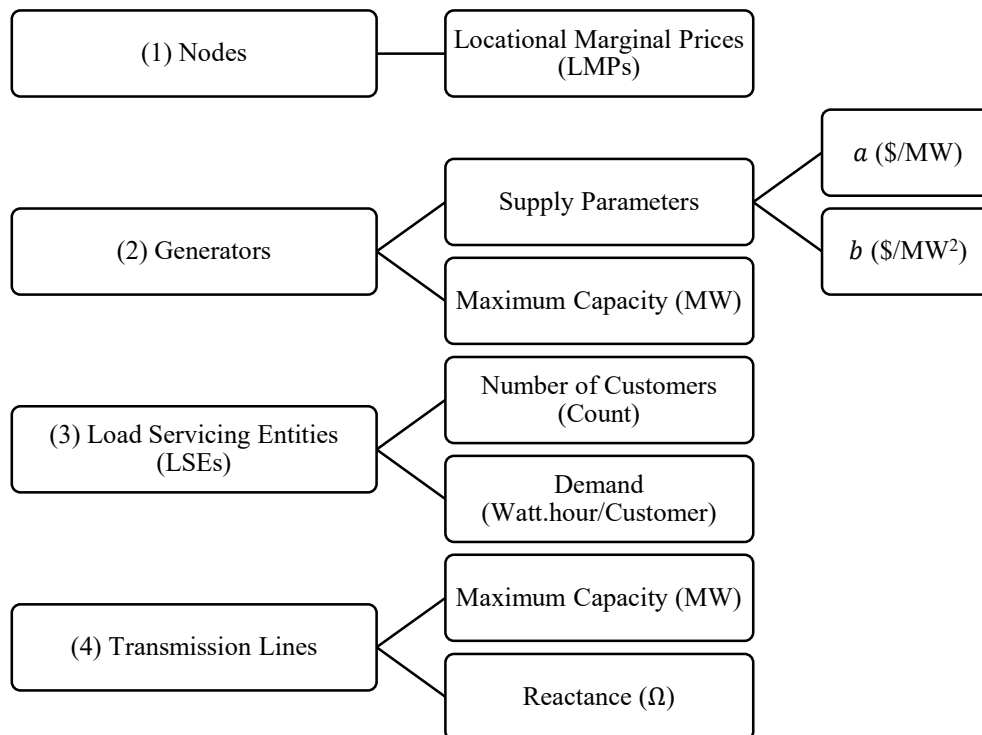 (1) Nodes
Locational Marginal Prices
(LMPs)
(2) Generators
Supply Parameters
a ($/MW)
b ($/MW²)
Maximum Capacity (MW)
(3) Load Servicing Entities
(LSEs)
Number of Customers
(Count)
Demand
(Watt.hour/Customer)
(4) Transmission Lines
Maximum Capacity (MW)
Reactance (Ω)